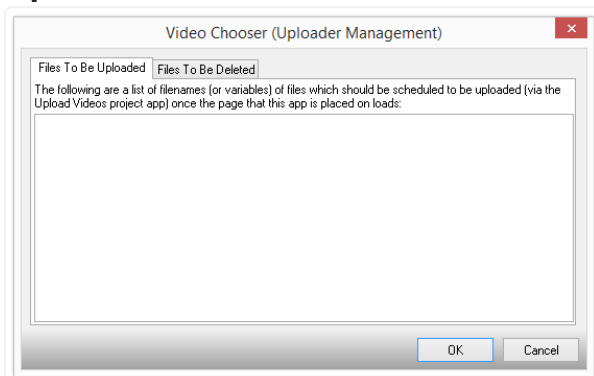 Video Chooser (Uploader Management)
Files To Be Uploaded Files To Be Deleted
The following are a list of filenames (or variables) of files which should be scheduled to be uploaded (via the
Upload Videos project app) once the page that this app is placed on loads:
OK Cancel